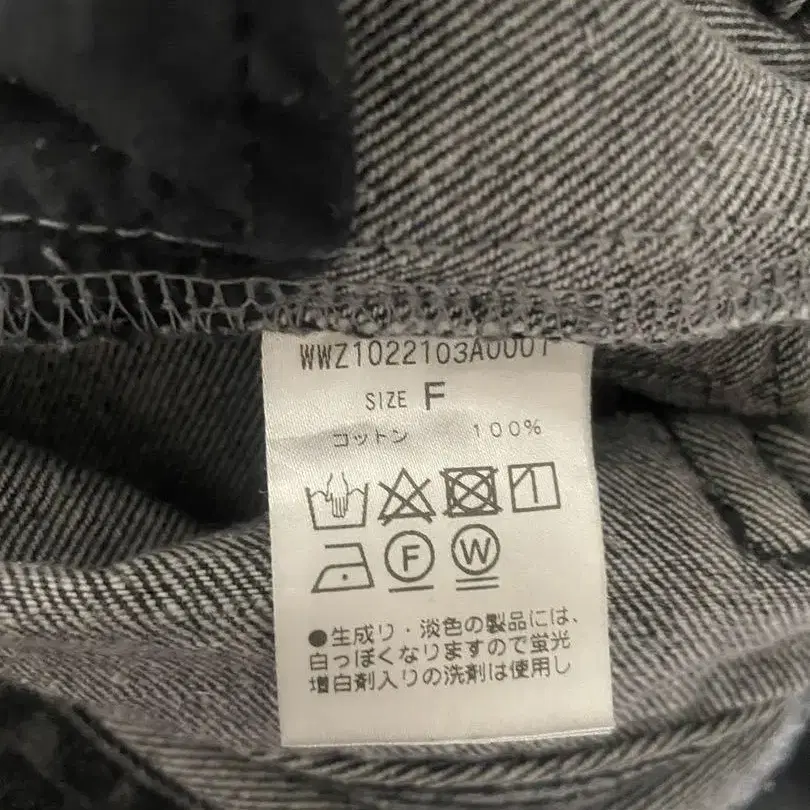 WWZ1022103A0001
SIZE F
コットン 100%
F W
●生成り・淡色の製品には、
白っぽくなりますので蛍光
増白剤入りの洗剤は使用し